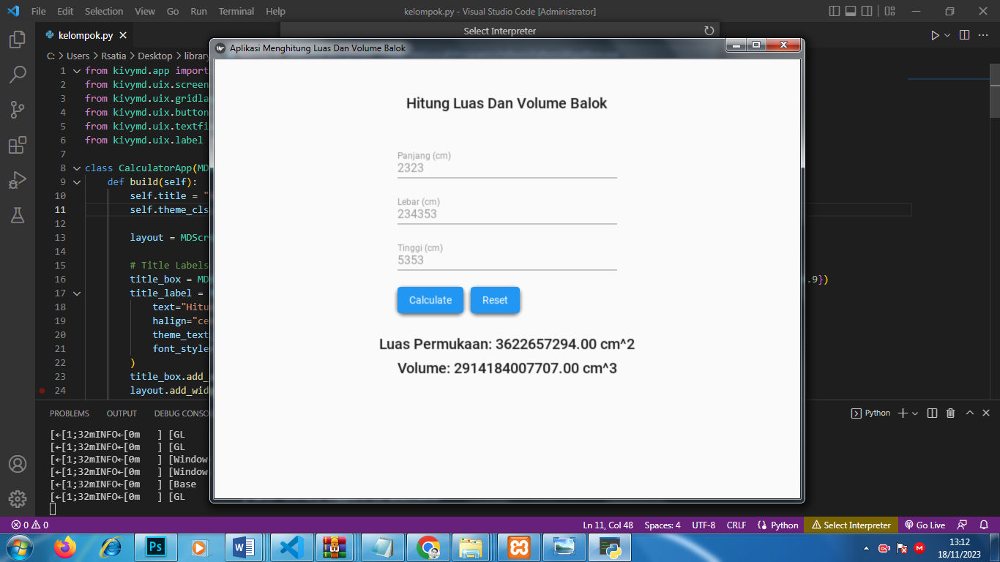 File Edit Selection View Go Run Terminal Help
kelompok.py - Visual Studio Code [Administrator]
kelompok.py
Select Interpreter
Aplikasi Menghitung Luas Dan Volume Balok
C: > Users > Rsatia > Desktop > library
1 from kivymd.app import
2 from kivymd.uix.screen
3 from kivymd.uix.gridla
4 from kivymd.uix.button
5 from kivymd.uix.textfi
6 from kivymd.uix.label
7
8 class CalculatorApp(MD
9 def build(self):
10 self.title = "
11 self.theme_cls
12
13 layout = MDScr
14
15 # Title Labels
16 title_box = MD .9})
17 title_label =
18 text="Hitu
19 halign="ce
20 theme_text
21 font_style
22 )
23 title_box.add_
24 layout.add_wid
Hitung Luas Dan Volume Balok
Panjang (cm)
2323
Lebar (cm)
234353
Tinggi (cm)
5353
Calculate Reset
Luas Permukaan: 3622657294.00 cm^2
Volume: 2914184007707.00 cm^3
PROBLEMS OUTPUT DEBUG CONSO
Python
[←[1;32mINFO←[0m ] [GL
[←[1;32mINFO←[0m ] [GL
[←[1;32mINFO←[0m ] [Window
[←[1;32mINFO←[0m ] [Window
[←[1;32mINFO←[0m ] [Base
[←[1;32mINFO←[0m ] [GL
0 0
Ln 11, Col 48 Spaces: 4 UTF-8 CRLF Python Select Interpreter Go Live
Ps
W
13:12
18/11/2023